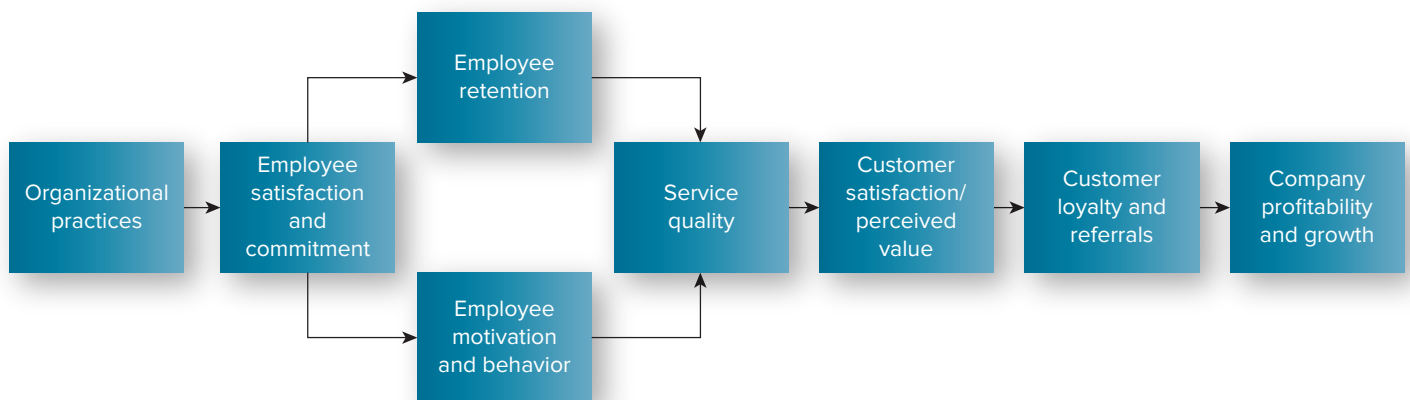 Organizational
practices
Employee
satisfaction
and
commitment
Employee
retention
Employee
motivation
and behavior
Service
quality
Customer
satisfaction/
perceived
value
Customer
loyalty and
referrals
Company
profitability
and growth